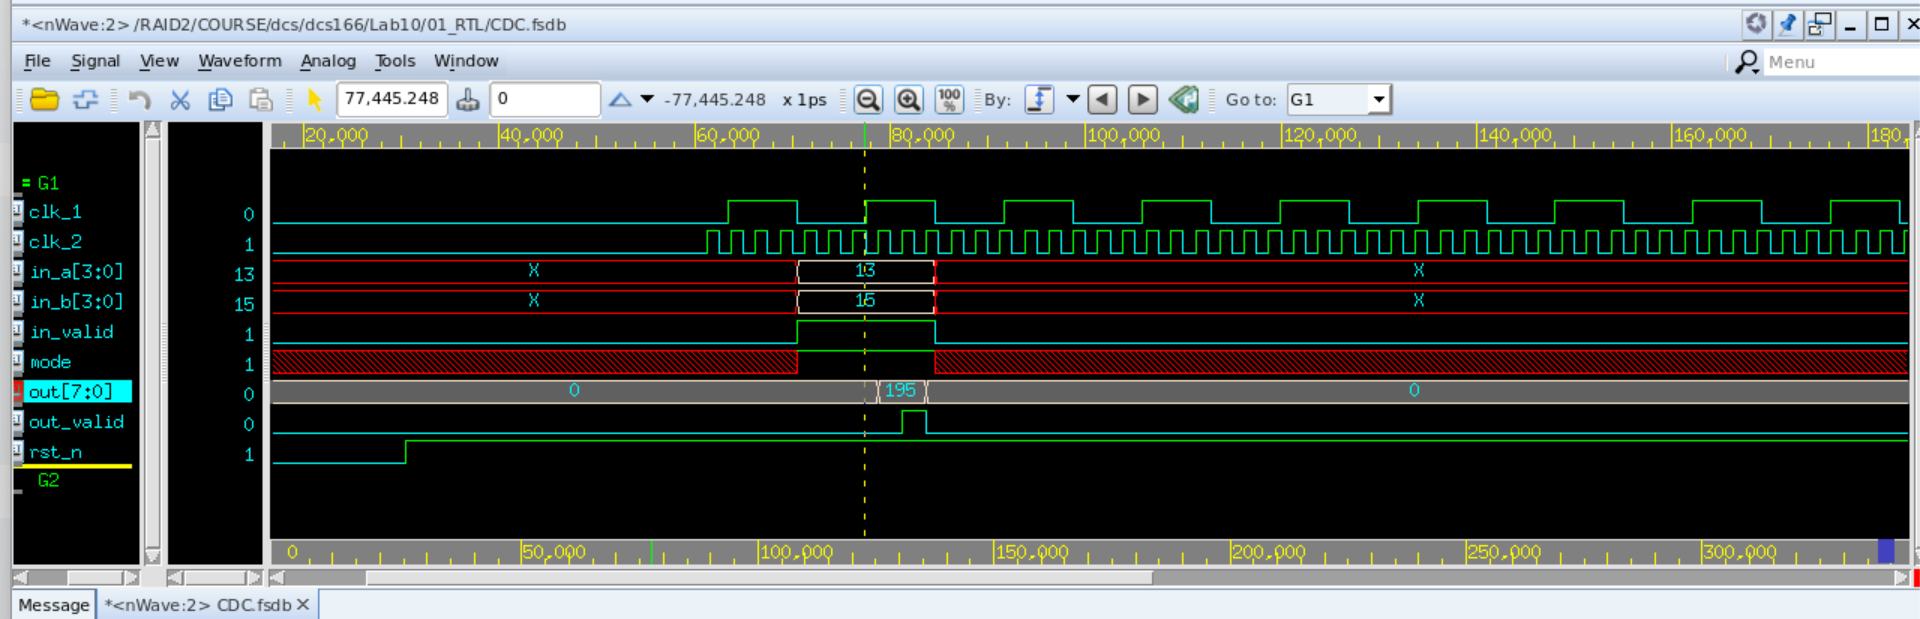 *<nWave:2> /RAID2/COURSE/dcs/dcs166/Lab10/01_RTL/CDC.fsdb
File Signal View Waveform Analog Tools Window Menu
77,445.248 0 -77,445.248 x 1ps 100 % By: Go to: G1
20,000 40,000 60,000 80,000 100,000 120,000 140,000 160,000 180,
= G1
clk_1 0
clk_2 1
in_a[3:0] 13 X 13 X
in_b[3:0] 15 X 15 X
in_valid 1
mode 1
out[7:0] 0 0 195 0
out_valid 0
rst_n 1
G2
0 50,000 100,000 150,000 200,000 250,000 300,000
Message *<nWave:2> CDC.fsdb